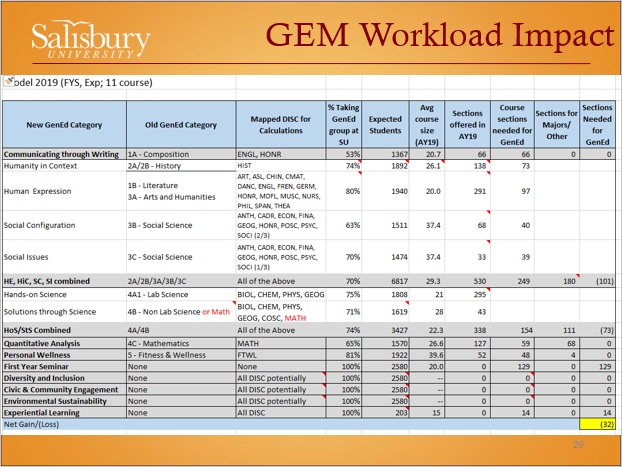 Salisbury
UNIVERSITY
GEM Workload Impact
odel 2019 (FYS, Exp; 11 course)
New GenEd Category Old GenEd Category Mapped DISC for Calculations % Taking GenEd group at SU Expected Students Avg course size (AY19) Sections offered in AY19 Course sections needed for GenEd Sections for Majors/ Other Sections Needed for GenEd
Communicating through Writing 1A - Composition ENGL, HONR 53% 1367 20.7 66 66 0 0
Humanity in Context 2A/2B - History HIST 74% 1892 26.1 138 73
Human Expression 1B - Literature 3A - Arts and Humanities ART, ASL, CHIN, CMAT, DANC, ENGL, FREN, GERM, HONR, MDFL, MUSC, NURS, PHIL, SPAN, THEA 80% 1940 20.0 291 97
Social Configuration 3B - Social Science ANTH, CADR, ECON, FINA, GEOG, HONR, POSC, PSYC, SOCI (2/3) 63% 1511 37.4 68 40
Social Issues 3C - Social Science ANTH, CADR, ECON, FINA, GEOG, HONR, POSC, PSYC, SOCI (1/3) 70% 1474 37.4 33 39
HE, HiC, SC, SI combined 2A/2B/3A/3B/3C All of the Above 70% 6817 29.3 530 249 180 (101)
Hands-on Science 4A1 - Lab Science BIOL, CHEM, PHYS, GEOG 75% 1808 21 295
Solutions through Science 4B - Non Lab Science or Math BIOL, CHEM, PHYS, GEOG, COSC, MATH 71% 1619 28 43
HoS/StS Combined 4A/4B All of the Above 74% 3427 22.3 338 154 111 (73)
Quantitative Analysis 4C - Mathematics MATH 65% 1570 26.6 127 59 68 0
Personal Wellness 5 - Fitness & Wellness FTWL 81% 1922 39.6 52 48 4 0
First Year Seminar None None 100% 2580 20.0 0 129 0 129
Diversity and Inclusion None All DISC potentially 100% 2580 -- 0 0 0 0
Civic & Community Engagement None All DISC potentially 100% 2580 -- 0 0 0 0
Environmental Sustainability None All DISC potentially 100% 2580 -- 0 0 0 0
Experiential Learning None All DISC 100% 203 15 0 14 0 14
Net Gain/(Loss) (32)
29